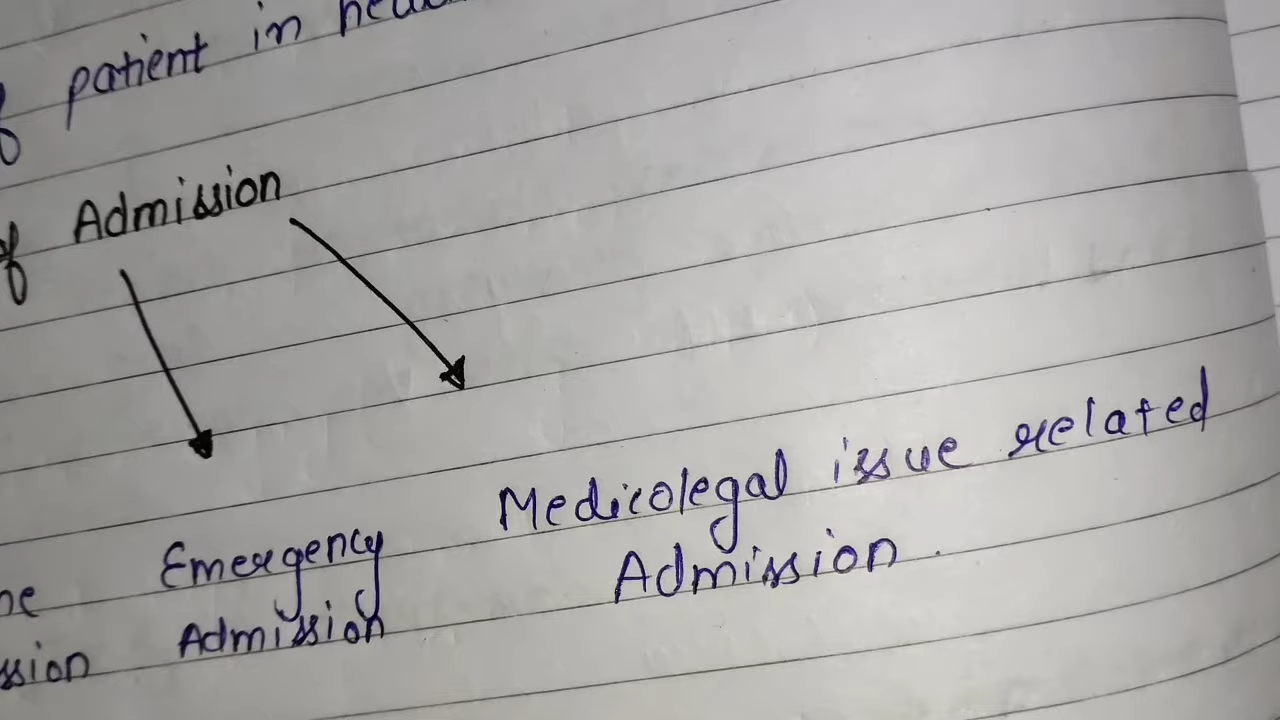 patient in
Admission
Medicolegal issue related
Emergency
Admission
Admission